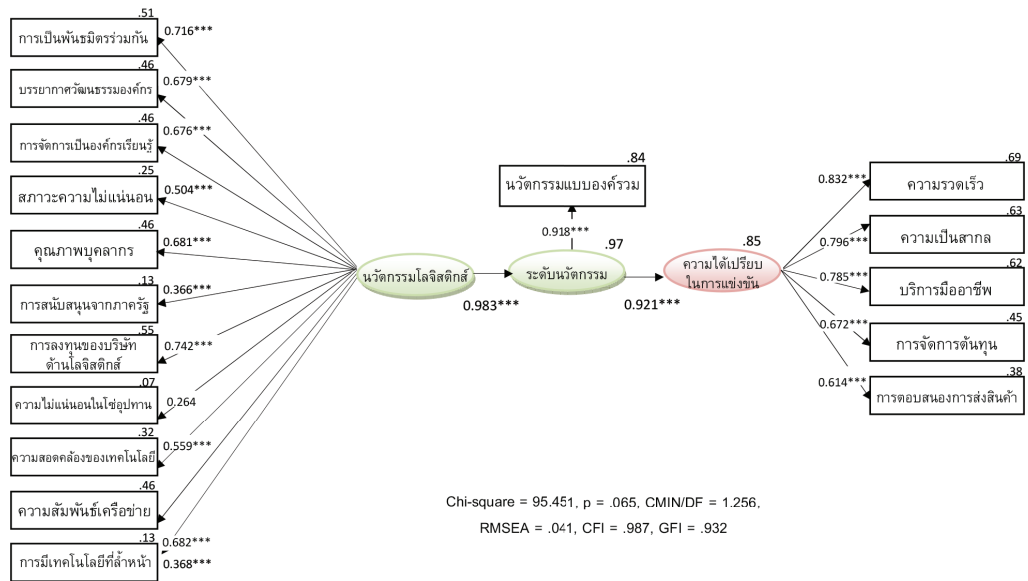 .51
การเป็นพันธมิตรร่วมกัน
0.716***
.46
บรรยากาศวัฒนธรรมองค์กร
0.679***
.46
การจัดการเป็นองค์กรเรียนรู้
0.676***
.25
สภาวะความไม่แน่นอน
0.504***
.46
คุณภาพบุคลากร
0.681***
.13
การสนับสนุนจากภาครัฐ
0.366***
.55
การลงทุนของบริษัท
ด้านโลจิสติกส์
0.742***
.07
ความไม่แน่นอนในโซ่อุปทาน
0.264
.32
ความสอดคล้องของเทคโนโลยี
0.559***
.46
ความสัมพันธ์เครือข่าย
0.682***
.13
การมีเทคโนโลยีที่ล้ำหน้า
0.368***
นวัตกรรมโลจิสติกส์
0.983***
.84
นวัตกรรมแบบองค์รวม
0.918***
.97
ระดับนวัตกรรม
0.921***
.85
ความได้เปรียบ
ในการแข่งขัน
.69
0.832***
ความรวดเร็ว
.63
0.796***
ความเป็นสากล
.62
0.785***
บริการมืออาชีพ
.45
0.672***
การจัดการต้นทุน
.38
0.614***
การตอบสนองการส่งสินค้า
Chi-square = 95.451, p = .065, CMIN/DF = 1.256,
RMSEA = .041, CFI = .987, GFI = .932